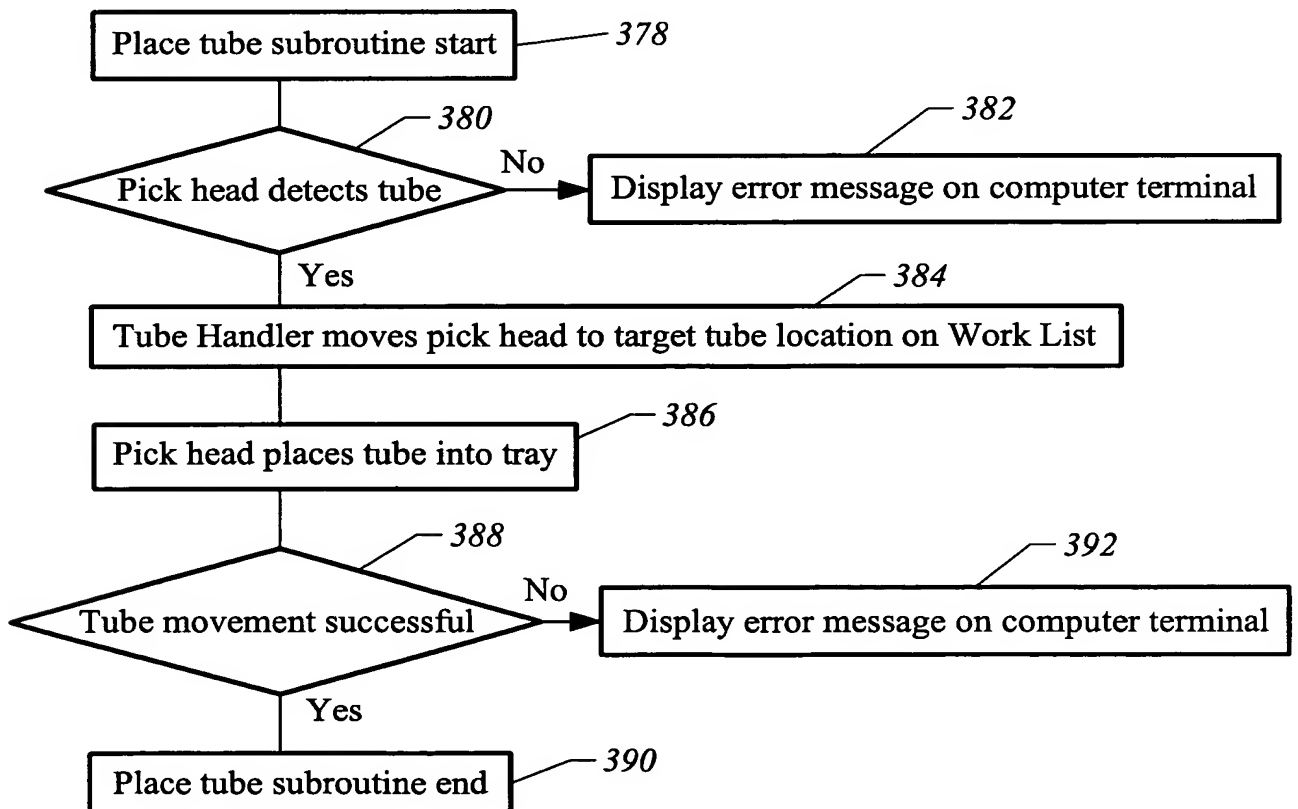 Place tube subroutine start
378
380
382
Pick head detects tube
No
Display error message on computer terminal
Yes
384
Tube Handler moves pick head to target tube location on Work List
386
Pick head places tube into tray
388
392
Tube movement successful
No
Display error message on computer terminal
Yes
390
Place tube subroutine end